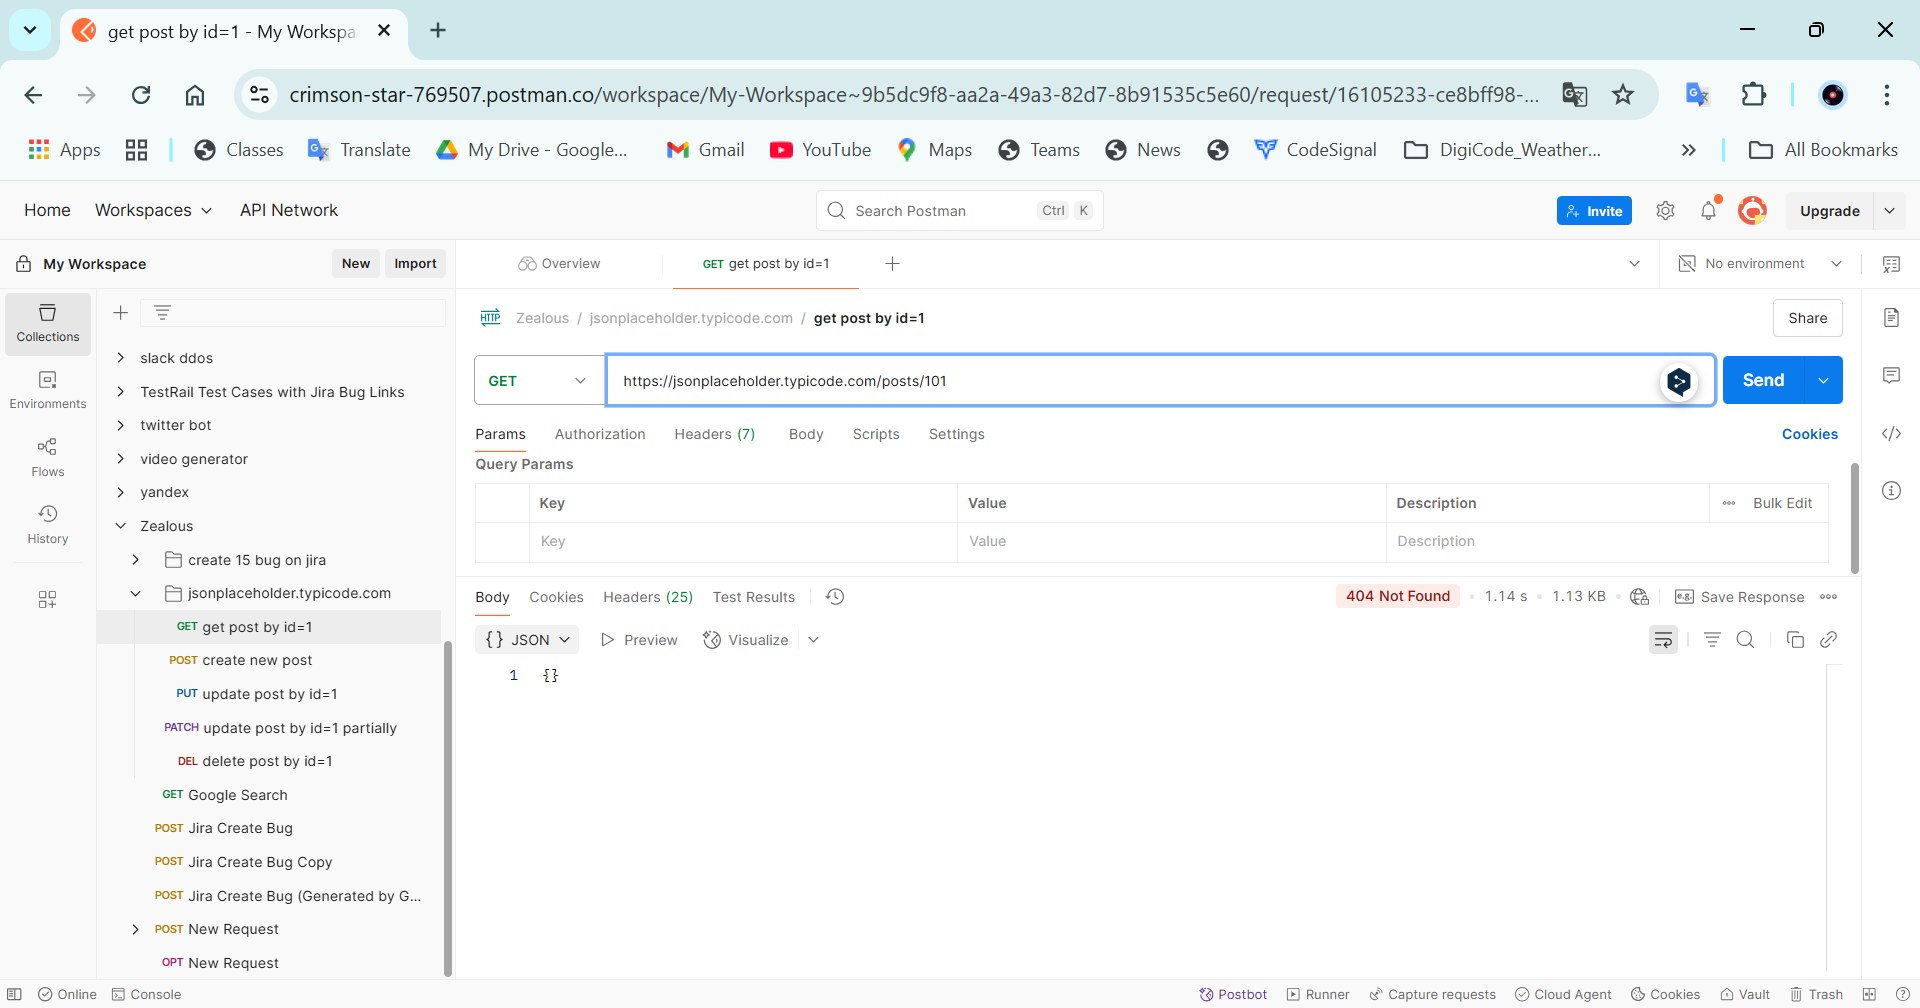 get post by id=1 - My Workspa
crimson-star-769507.postman.co/workspace/My-Workspace~9b5dc9f8-aa2a-49a3-82d7-8b91535c5e60/request/16105233-ce8bff98-...
Apps Classes Translate My Drive - Google... Gmail YouTube Maps Teams News CodeSignal DigiCode_Weather... All Bookmarks
Home Workspaces API Network Search Postman Ctrl K Invite Upgrade
My Workspace New Import Overview GET get post by id=1 No environment
Collections
Environments
Flows
History
slack ddos
TestRail Test Cases with Jira Bug Links
twitter bot
video generator
yandex
Zealous
create 15 bug on jira
jsonplaceholder.typicode.com
GET get post by id=1
POST create new post
PUT update post by id=1
PATCH update post by id=1 partially
DEL delete post by id=1
GET Google Search
POST Jira Create Bug
POST Jira Create Bug Copy
POST Jira Create Bug (Generated by G...
POST New Request
OPT New Request
HTTP Zealous / jsonplaceholder.typicode.com / get post by id=1 Share
GET https://jsonplaceholder.typicode.com/posts/101 Send
Params Authorization Headers (7) Body Scripts Settings Cookies
Query Params
Key Value Description Bulk Edit
Key Value Description
Body Cookies Headers (25) Test Results 404 Not Found 1.14 s 1.13 KB e.g. Save Response
{} JSON Preview Visualize
1 {}
Online Console Postbot Runner Capture requests Cloud Agent Cookies Vault Trash